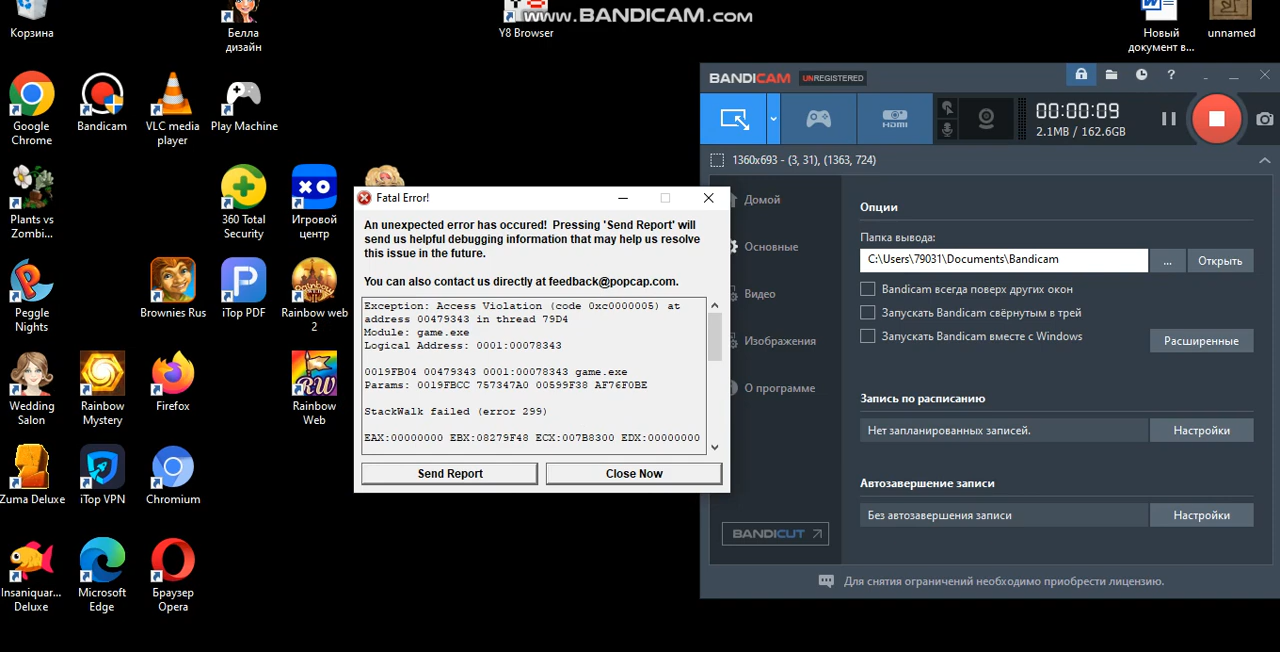 www.BANDICAM.com
Корзина
Белла
дизайн
Y8 Browser
Новый
документ в...
unnamed
Google
Chrome
Bandicam
VLC media
player
Play Machine
Plants vs
Zombi...
360 Total
Security
Игровой
центр
Peggle
Nights
Brownies Rus
iTop PDF
Rainbow web
2
Wedding
Salon
Rainbow
Mystery
Firefox
RW
Rainbow
Web
Zuma Deluxe
iTop VPN
Chromium
Insaniquar...
Deluxe
Microsoft
Edge
Браузер
Opera
Fatal Error!
An unexpected error has occured!  Pressing 'Send Report' will
send us helpful debugging information that may help us resolve
this issue in the future.
You can also contact us directly at feedback@popcap.com.
Exception: Access Violation (code 0xc0000005) at
address 00479343 in thread 79D4
Module: game.exe
Logical Address: 0001:00078343
0019FB04 00479343 0001:00078343 game.exe
Params: 0019FBCC 757347A0 00599F38 AF76F0BE
StackWalk failed (error 299)
EAX:00000000 EBX:08279F48 ECX:007B8300 EDX:00000000
Send Report
Close Now
BANDICAM UNREGISTERED
HDMI
00:00:09
2.1MB / 162.6GB
1360x693 - (3, 31), (1363, 724)
Домой
Основные
Видео
Изображения
О программе
BANDICUT
Опции
Папка вывода:
C:\Users\79031\Documents\Bandicam
...
Открыть
Bandicam всегда поверх других окон
Запускать Bandicam свёрнутым в трей
Запускать Bandicam вместе с Windows
Расширенные
Запись по расписанию
Нет запланированных записей.
Настройки
Автозавершение записи
Без автозавершения записи
Настройки
Для снятия ограничений необходимо приобрести лицензию.